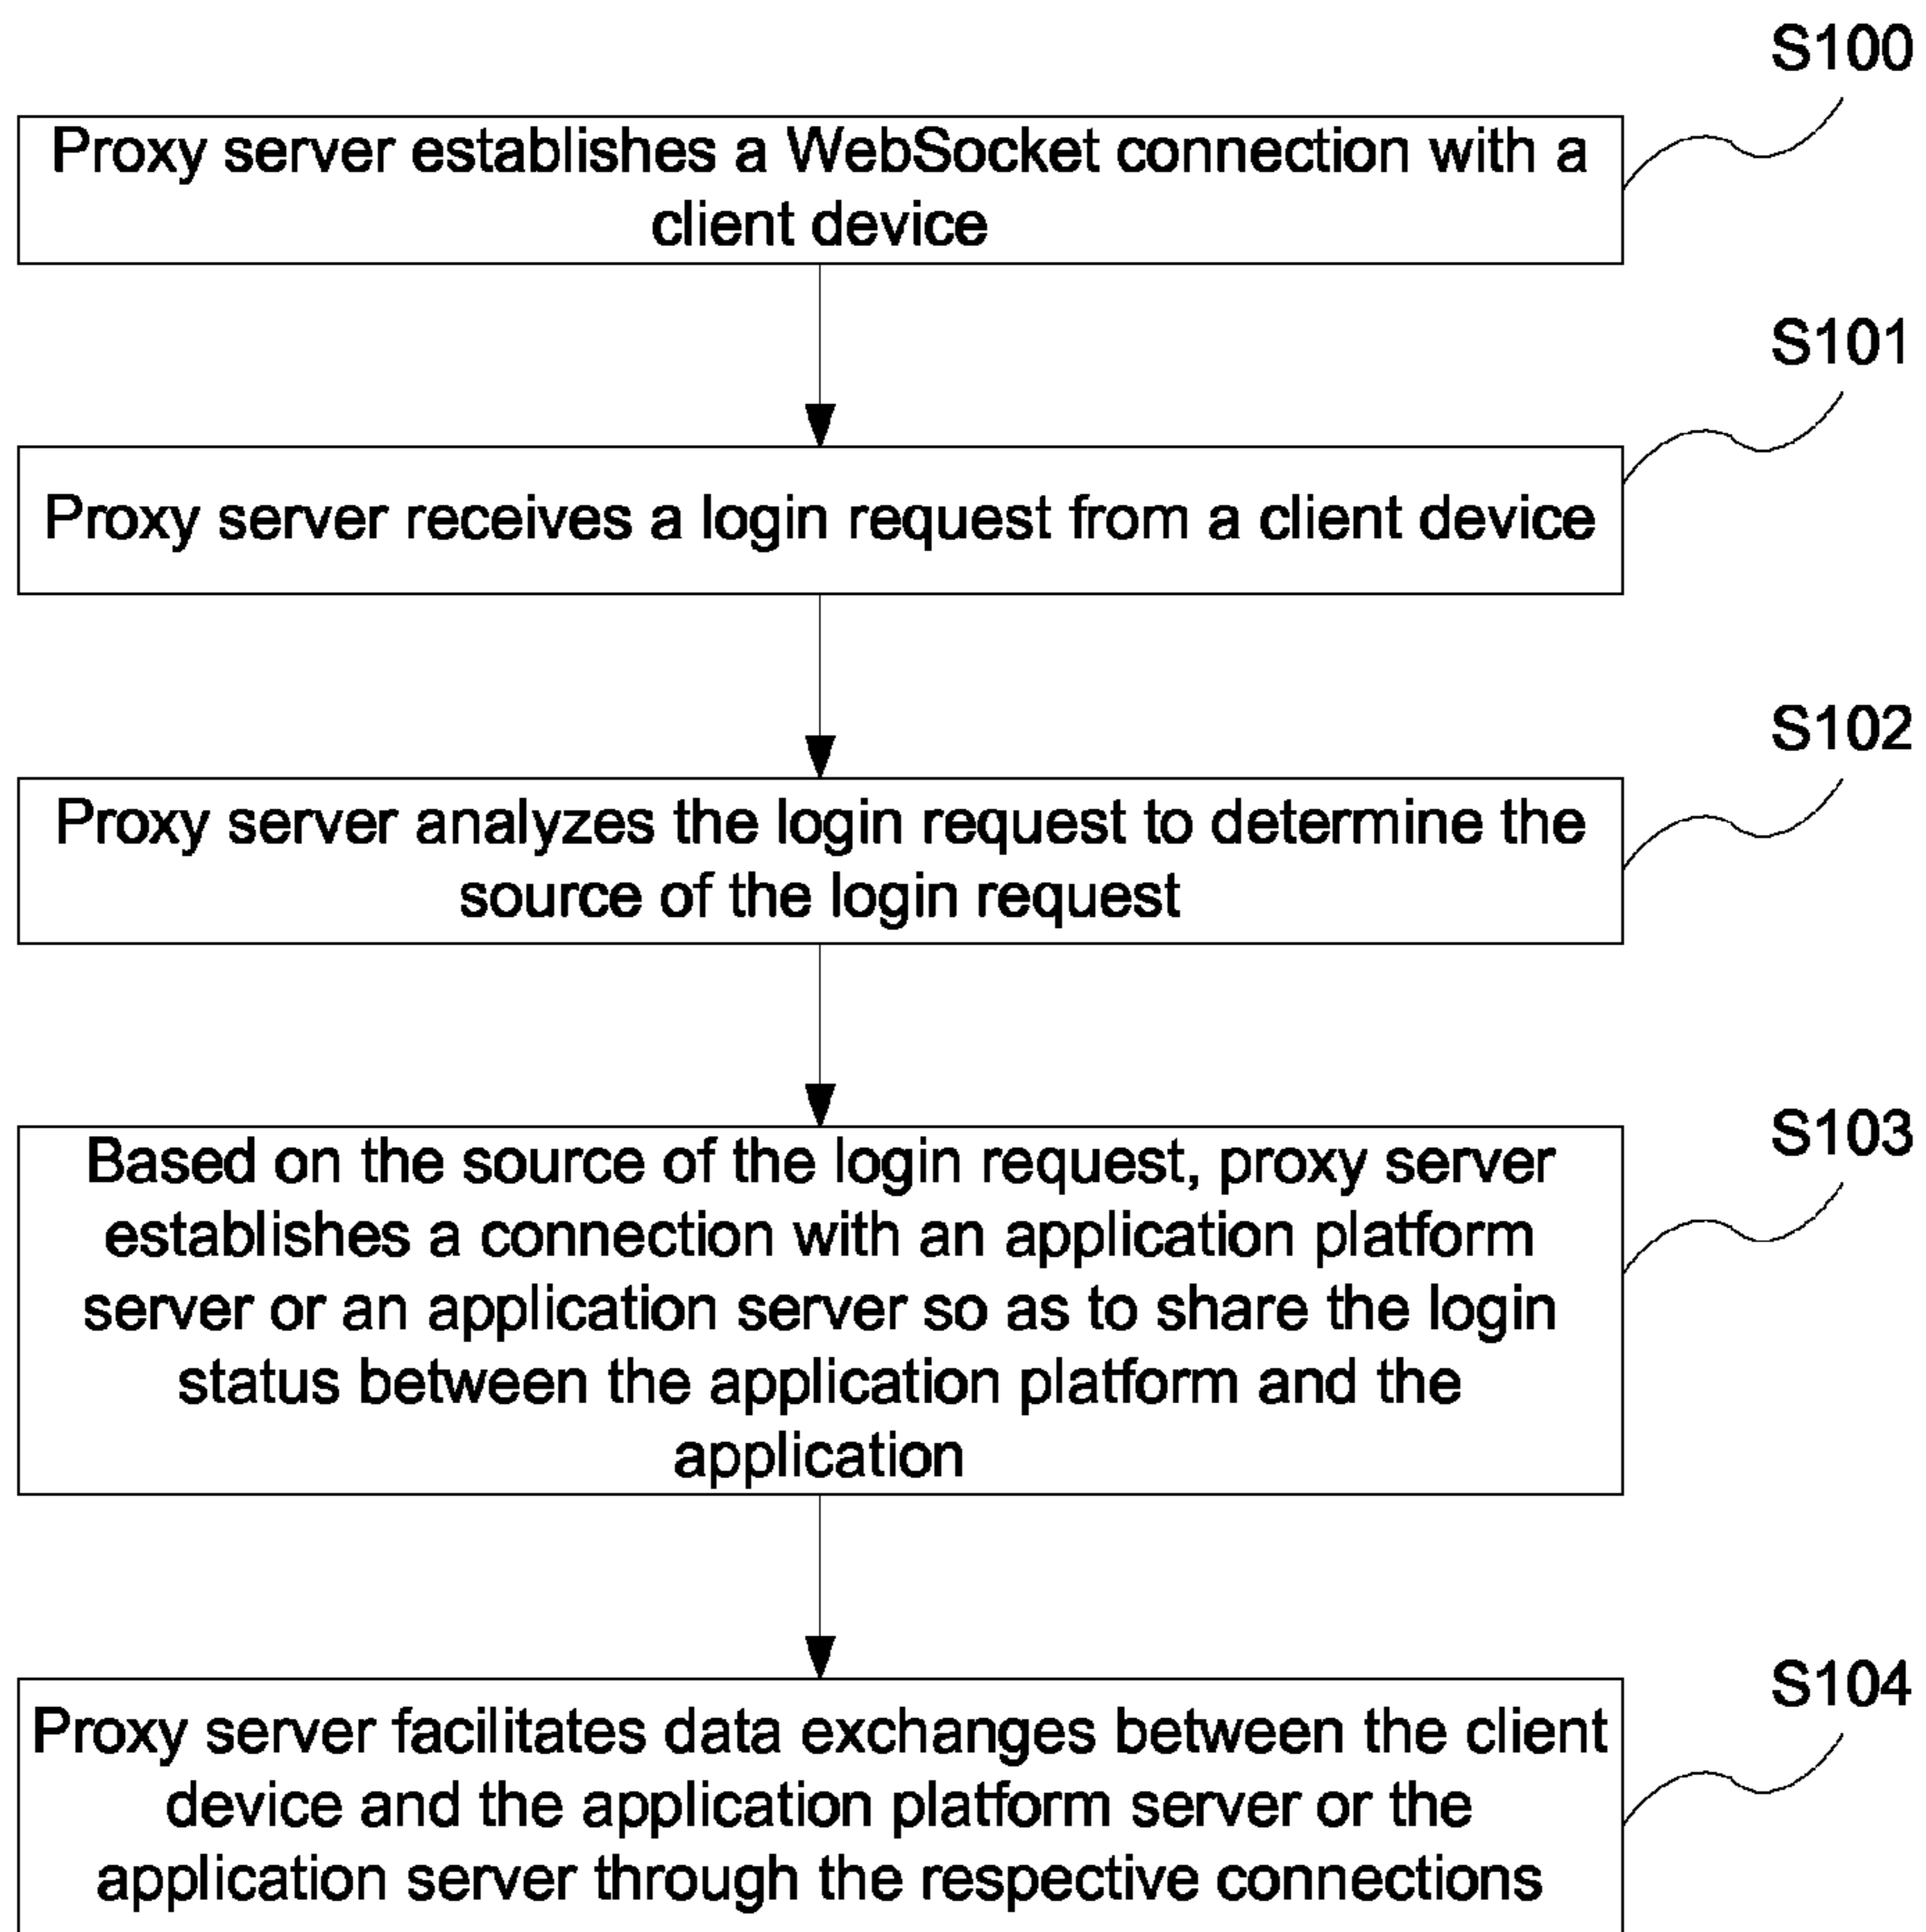 S100
Proxy server establishes a WebSocket connection with a
client device
S101
Proxy server receives a login request from a client device
S102
Proxy server analyzes the login request to determine the
source of the login request
S103
Based on the source of the login request, proxy server
establishes a connection with an application platform
server or an application server so as to share the login
status between the application platform and the
application
S104
Proxy server facilitates data exchanges between the client
device and the application platform server or the
application server through the respective connections